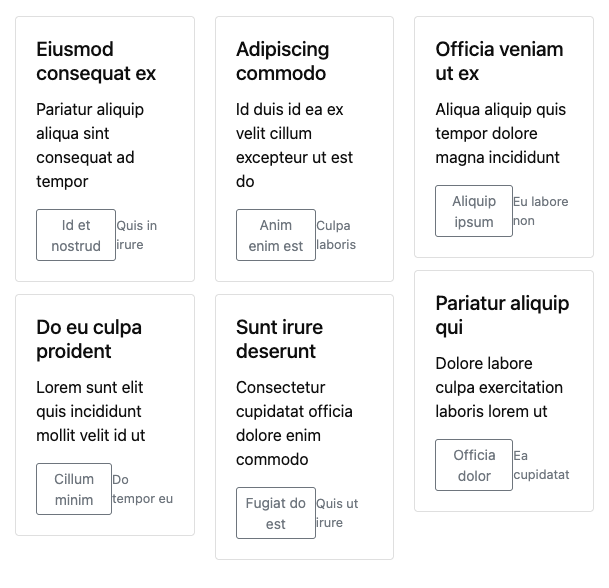 Eiusmod
consequat ex
Pariatur aliquip
aliqua sint
consequat ad
tempor
Id et
nostrud
Quis in
irure
Do eu culpa
proident
Lorem sunt elit
quis incididunt
mollit velit id ut
Cillum
minim
Do
tempor eu
Adipiscing
commodo
Id duis id ea ex
velit cillum
excepteur ut est
do
Anim
enim est
Culpa
laboris
Sunt irure
deserunt
Consectetur
cupidatat officia
dolore enim
commodo
Fugiat do
est
Quis ut
irure
Officia veniam
ut ex
Aliqua aliquip quis
tempor dolore
magna incididunt
Aliquip
ipsum
Eu labore
non
Pariatur aliquip
qui
Dolore labore
culpa exercitation
laboris lorem ut
Officia
dolor
Ea
cupidatat